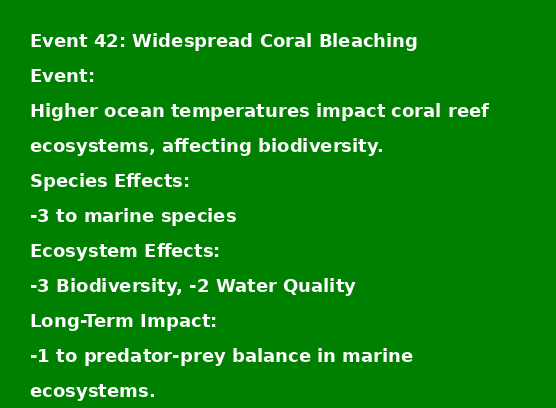 Event 42: Widespread Coral Bleaching
Event:
Higher ocean temperatures impact coral reef
ecosystems, affecting biodiversity.
Species Effects:
-3 to marine species
Ecosystem Effects:
-3 Biodiversity, -2 Water Quality
Long-Term Impact:
-1 to predator-prey balance in marine
ecosystems.